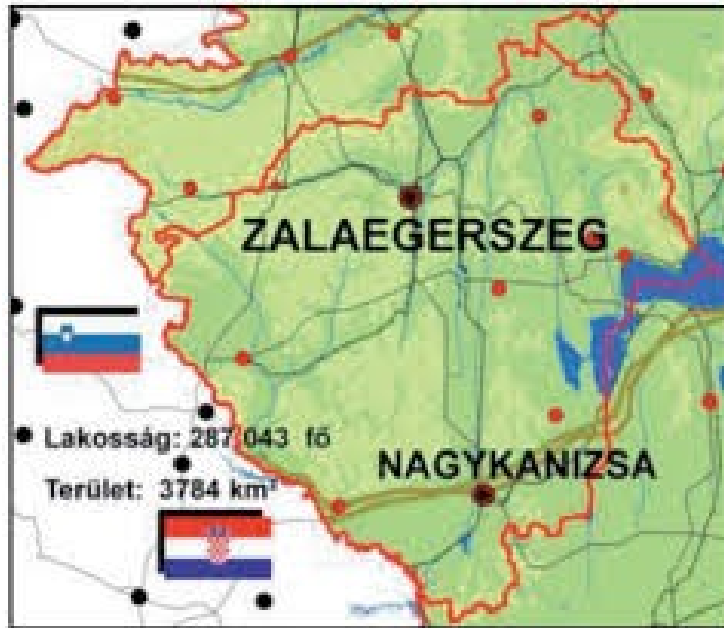 ZALAEGERSZEG
Lakosság: 287 043 fő
NAGYKANIZSA
Terület: 3784 km²